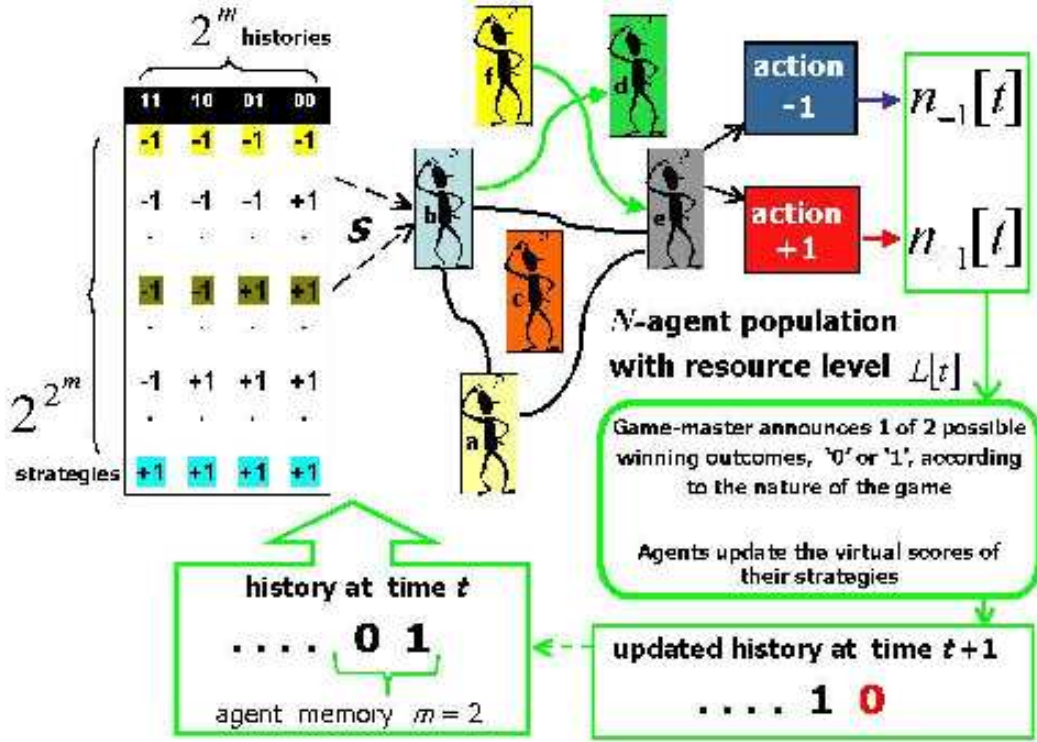 2^m histories
11 10 01 00
-1 -1 -1 -1
-1 -1 -1 +1
. . . .
-1 -1 +1 +1
. . . .
-1 +1 +1 +1
. . . .
+1 +1 +1 +1
2^2^m
strategies
S
f
d
b
e
c
a
action
-1
action
+1
n_{-1}[t]
n_{+1}[t]
N-agent population
with resource level L[t]
Game-master announces 1 of 2 possible
winning outcomes, '0' or '1', according
to the nature of the game
Agents update the virtual scores of
their strategies
updated history at time t+1
. . . . 1 0
history at time t
. . . . 0 1
agent memory m = 2